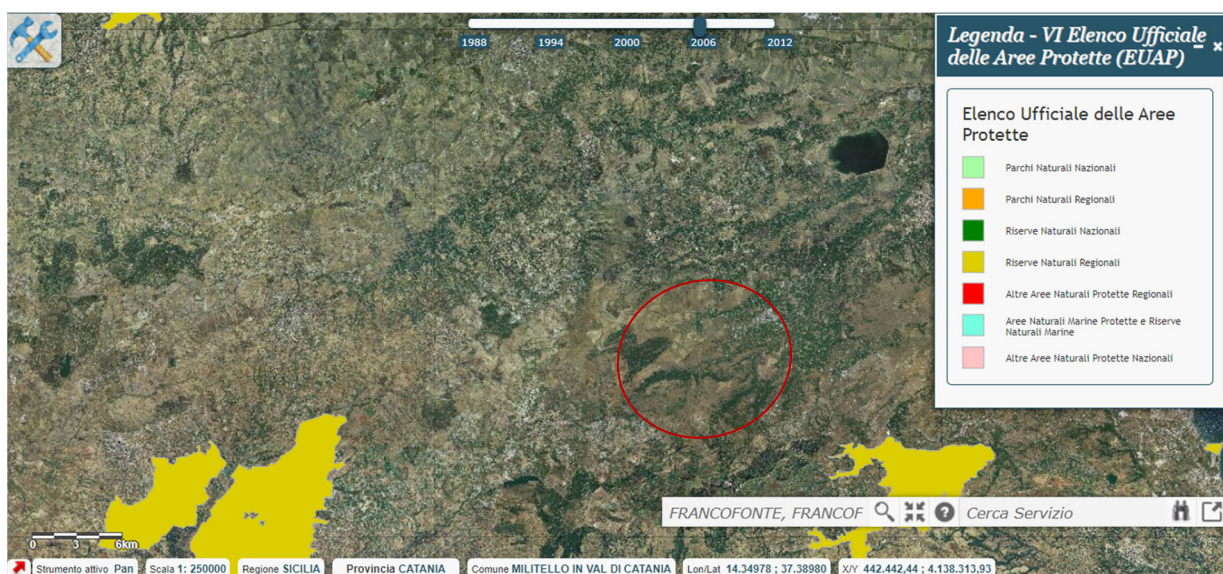 1988 1994 2000 2006 2012
Legenda - VI Elenco Ufficiale
delle Aree Protette (EUAP)
Elenco Ufficiale delle Aree
Protette
Parchi Naturali Nazionali
Parchi Naturali Regionali
Riserve Naturali Nazionali
Riserve Naturali Regionali
Altre Aree Naturali Protette Regionali
Aree Naturali Marine Protette e Riserve
Naturali Marine
Altre Aree Naturali Protette Nazionali
FRANCOFONTE, FRANCOF ? Cerca Servizio
0 3 6km
Strumento attivo Pan Scala 1: 250000 Regione SICILIA Provincia CATANIA Comune MILITELLO IN VAL DI CATANIA Lon/Lat 14.34978 ; 37.38980 X/Y 442.442,44 ; 4.138.313,93